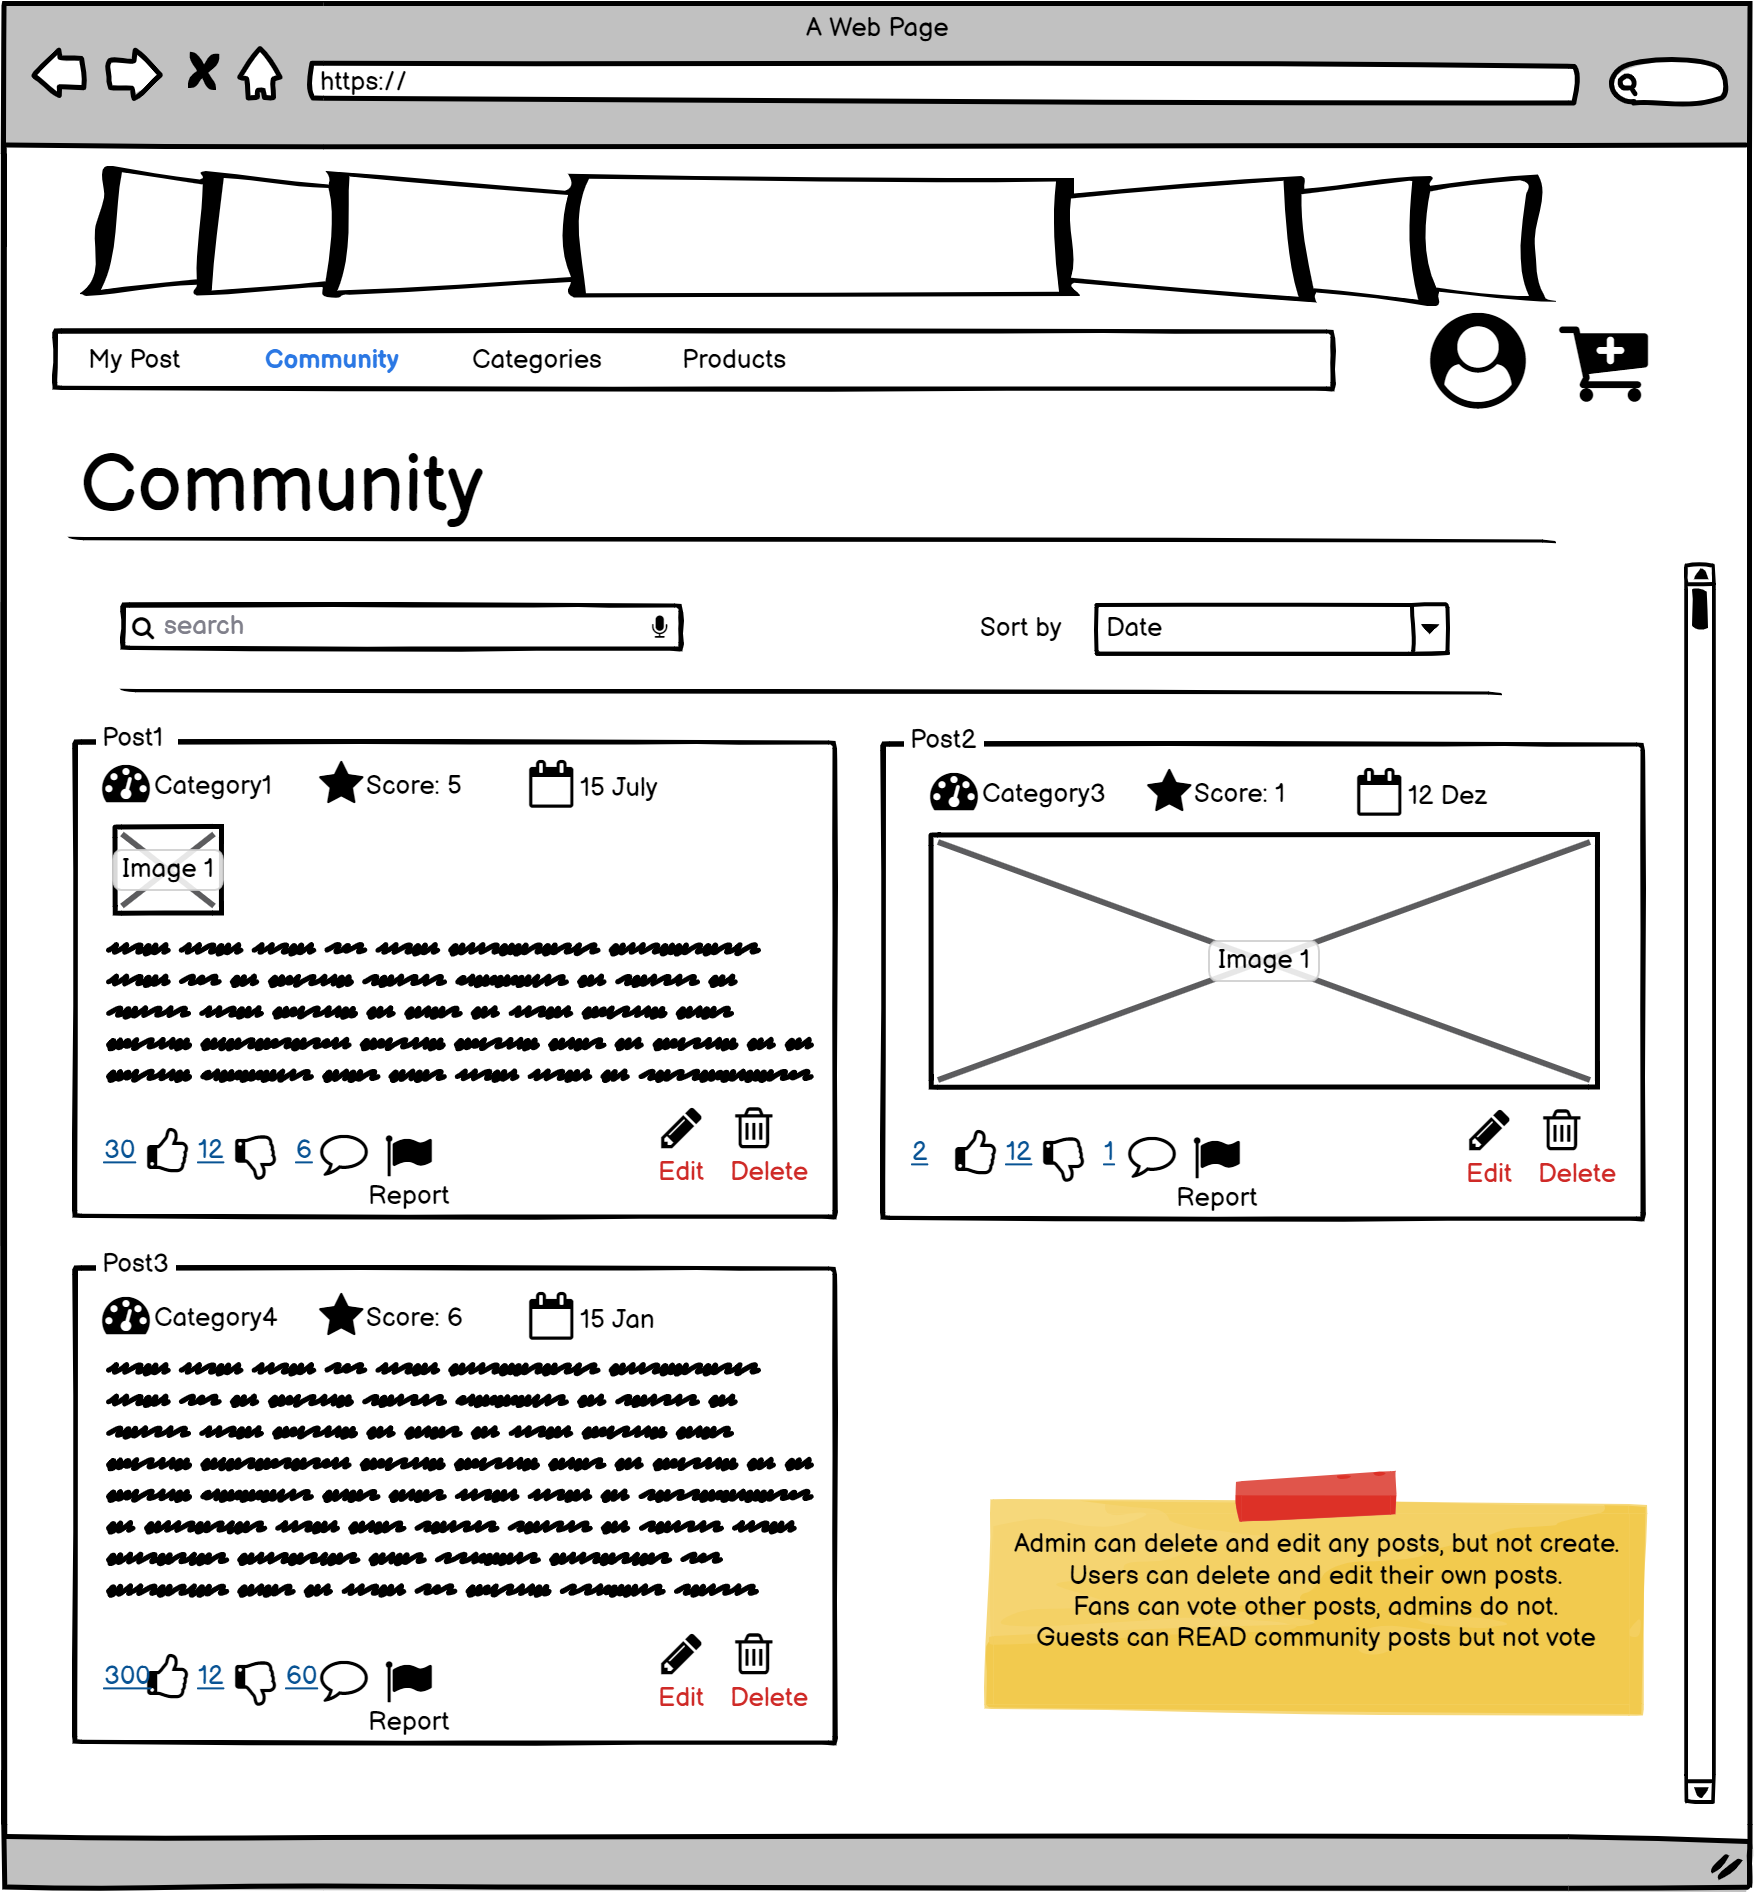 A Web Page
https://
My Post Community Categories Products
Community
search Sort by Date
Post1
Category1 Score: 5 15 July
Image 1
30 12 6
Report
Edit Delete
Post2
Category3 Score: 1 12 Dez
Image 1
2 12 1
Report
Edit Delete
Post3
Category4 Score: 6 15 Jan
300 12 60
Report
Edit Delete
Admin can delete and edit any posts, but not create.
Users can delete and edit their own posts.
Fans can vote other posts, admins do not.
Guests can READ community posts but not vote